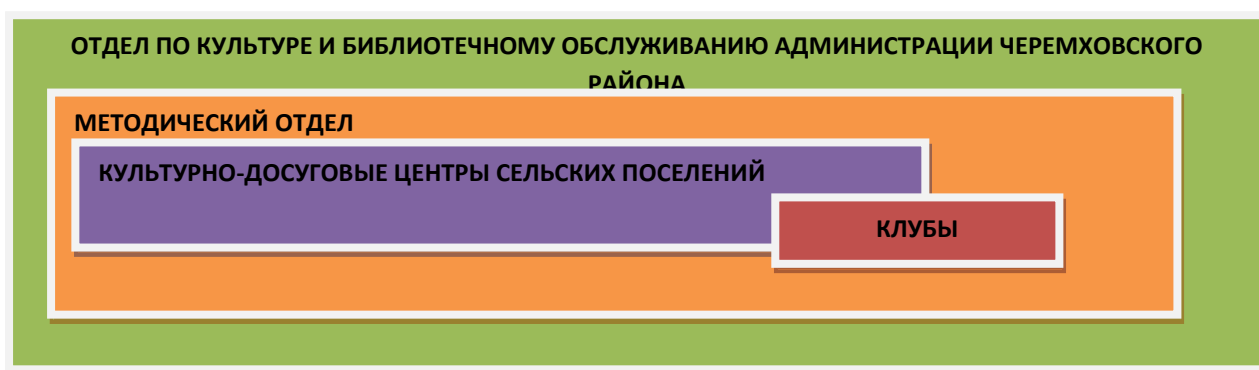 ОТДЕЛ ПО КУЛЬТУРЕ И БИБЛИОТЕЧНОМУ ОБСЛУЖИВАНИЮ АДМИНИСТРАЦИИ ЧЕРЕМХОВСКОГО
РАЙОНА
МЕТОДИЧЕСКИЙ ОТДЕЛ
КУЛЬТУРНО-ДОСУГОВЫЕ ЦЕНТРЫ СЕЛЬСКИХ ПОСЕЛЕНИЙ
КЛУБЫ